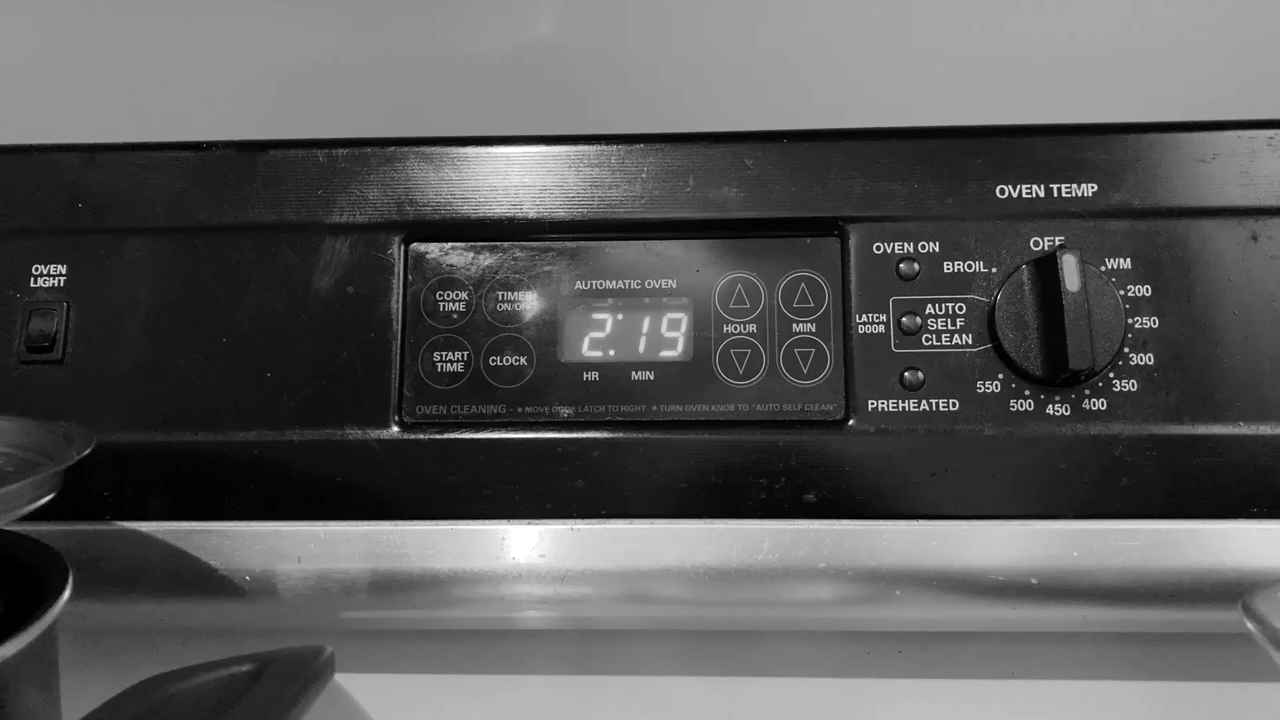 OVEN TEMP
OVEN
LIGHT
COOK
TIME
TIMER
ON/OFF
START
TIME
CLOCK
AUTOMATIC OVEN
2:19
HR MIN
HOUR
MIN
OVEN CLEANING - • MOVE DOOR LATCH TO RIGHT • TURN OVEN KNOB TO "AUTO SELF CLEAN"
OVEN ON
LATCH
DOOR
AUTO
SELF
CLEAN
PREHEATED
OFF
BROIL
WM
200
250
300
350
400
450
500
550